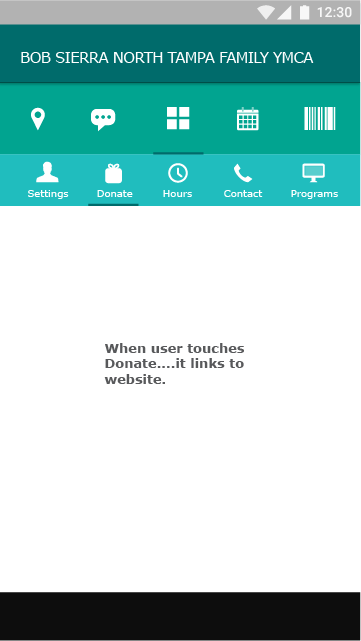 12:30
BOB SIERRA NORTH TAMPA FAMILY YMCA
Settings Donate Hours Contact Programs
When user touches
Donate....it links to
website.